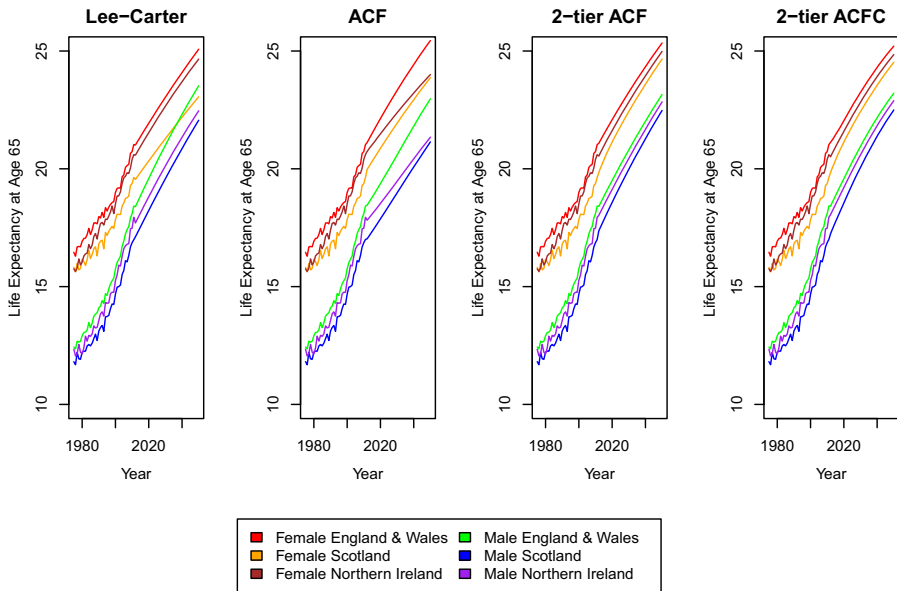 Lee−Carter
ACF
2−tier ACF
2−tier ACFC
Life Expectancy at Age 65
25
20
15
10
1980
2020
Year
Life Expectancy at Age 65
25
20
15
10
1980
2020
Year
Life Expectancy at Age 65
25
20
15
10
1980
2020
Year
Life Expectancy at Age 65
25
20
15
10
1980
2020
Year
Female England & Wales
Female Scotland
Female Northern Ireland
Male England & Wales
Male Scotland
Male Northern Ireland